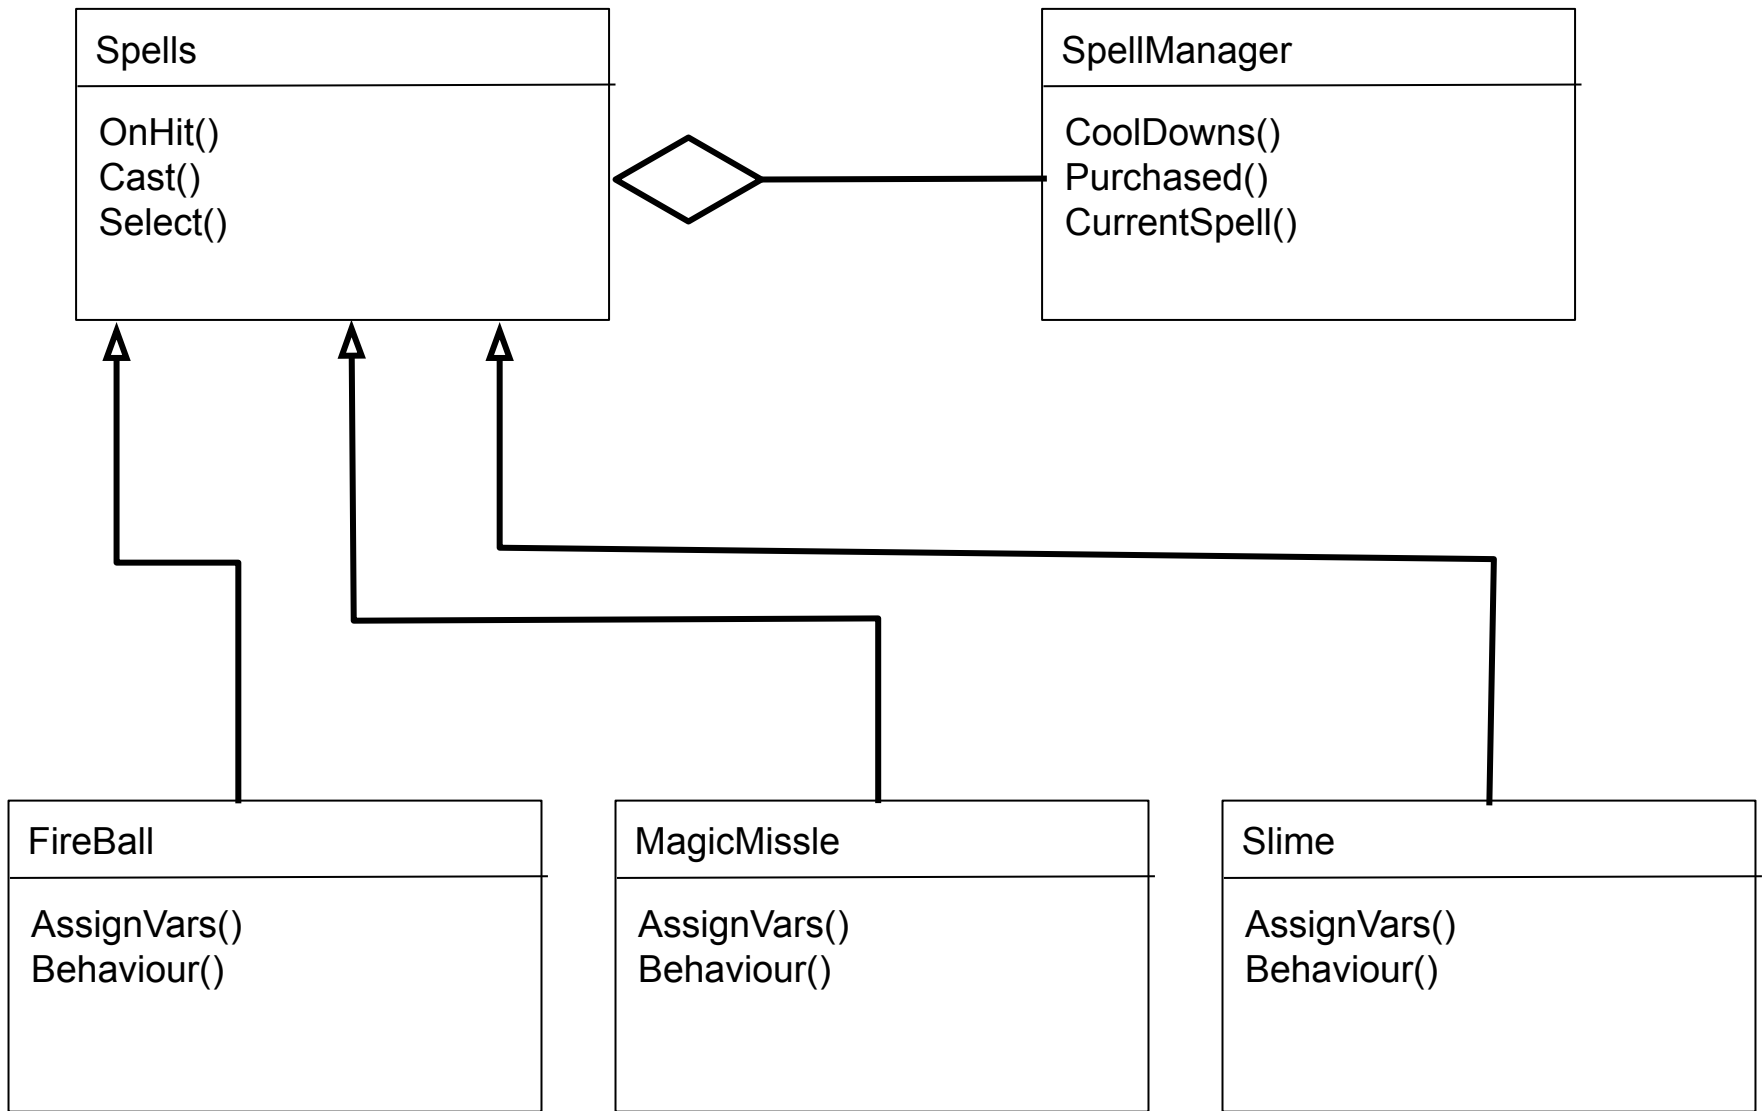 Spells
OnHit()
Cast()
Select()
SpellManager
CoolDowns()
Purchased()
CurrentSpell()
FireBall
AssignVars()
Behaviour()
MagicMissle
AssignVars()
Behaviour()
Slime
AssignVars()
Behaviour()